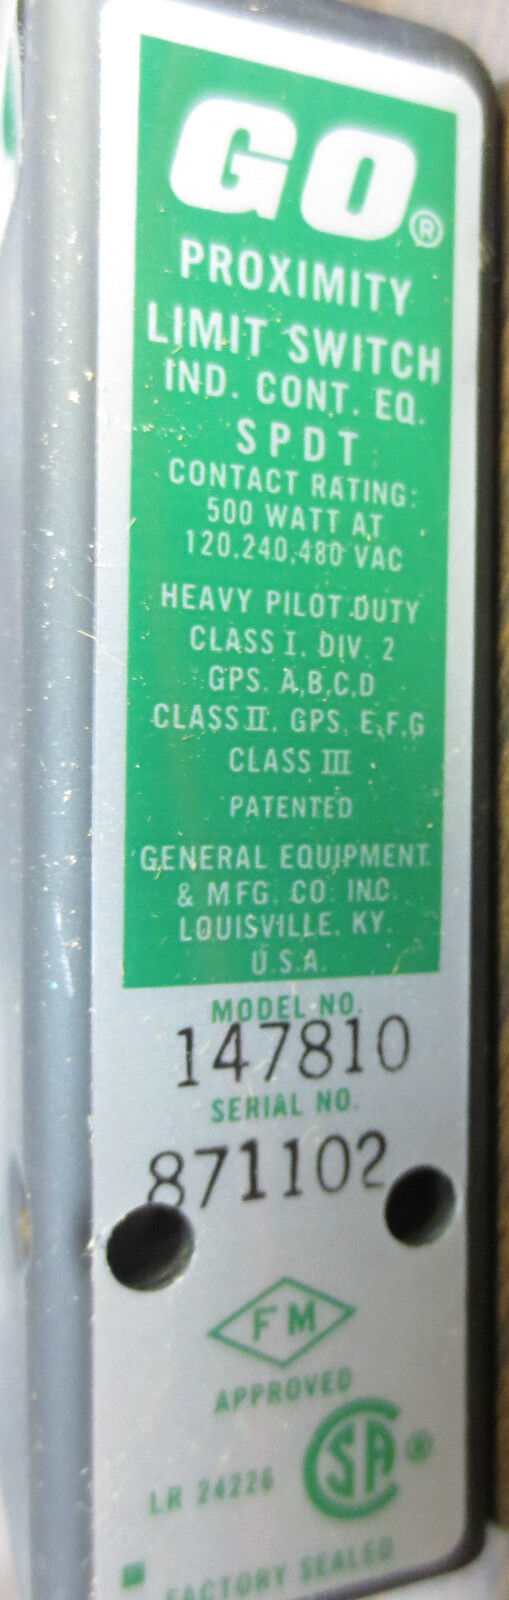 GO®
PROXIMITY
LIMIT SWITCH
IND. CONT. EQ.
SPDT
CONTACT RATING:
500 WATT AT
120,240,480 VAC
HEAVY PILOT DUTY
CLASS I, DIV. 2
GPS. A,B,C,D
CLASS II, GPS, E,F,G
CLASS III
PATENTED
GENERAL EQUIPMENT
& MFG. CO. INC.
LOUISVILLE, KY.
U.S.A.
MODEL NO.
147810
SERIAL NO.
871102
FM
APPROVED
LR 24226 CSA®
FACTORY SEALED